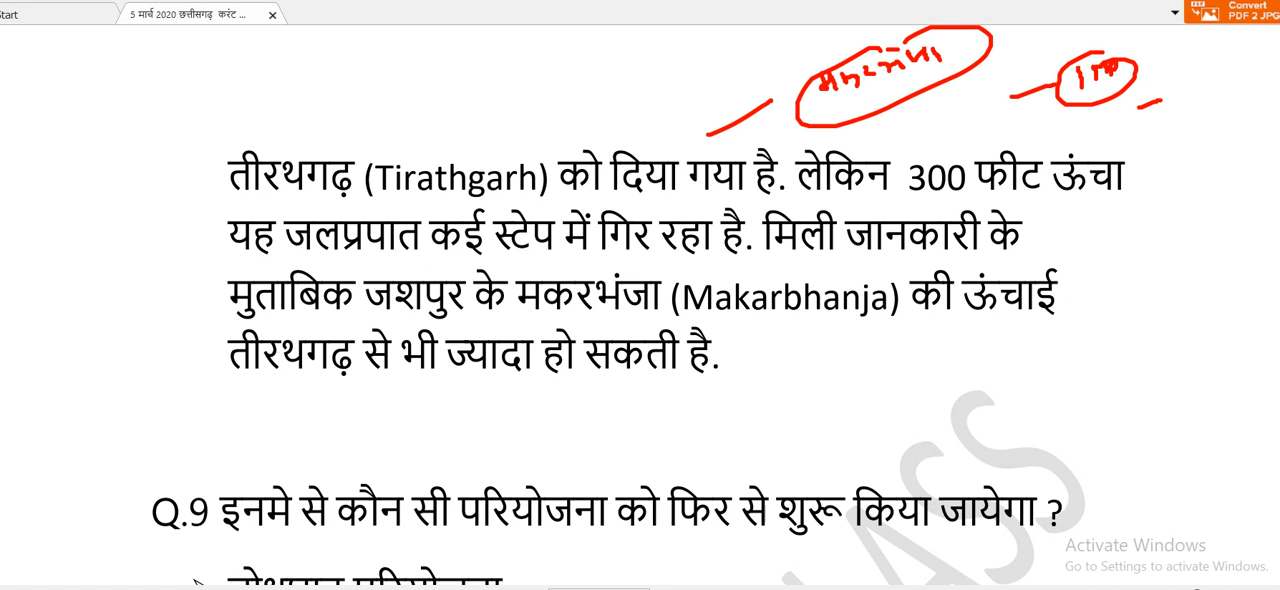 Start
5 मार्च 2020 छत्तीसगढ़ करंट ...
Convert
PDF 2 JPG
मकरभंजा
तीरथगढ़ (Tirathgarh) को दिया गया है. लेकिन 300 फीट ऊंचा
यह जलप्रपात कई स्टेप में गिर रहा है. मिली जानकारी के
मुताबिक जशपुर के मकरभंजा (Makarbhanja) की ऊंचाई
तीरथगढ़ से भी ज्यादा हो सकती है.
Q.9 इनमे से कौन सी परियोजना को फिर से शुरू किया जायेगा ?
Activate Windows
Go to Settings to activate Windows.